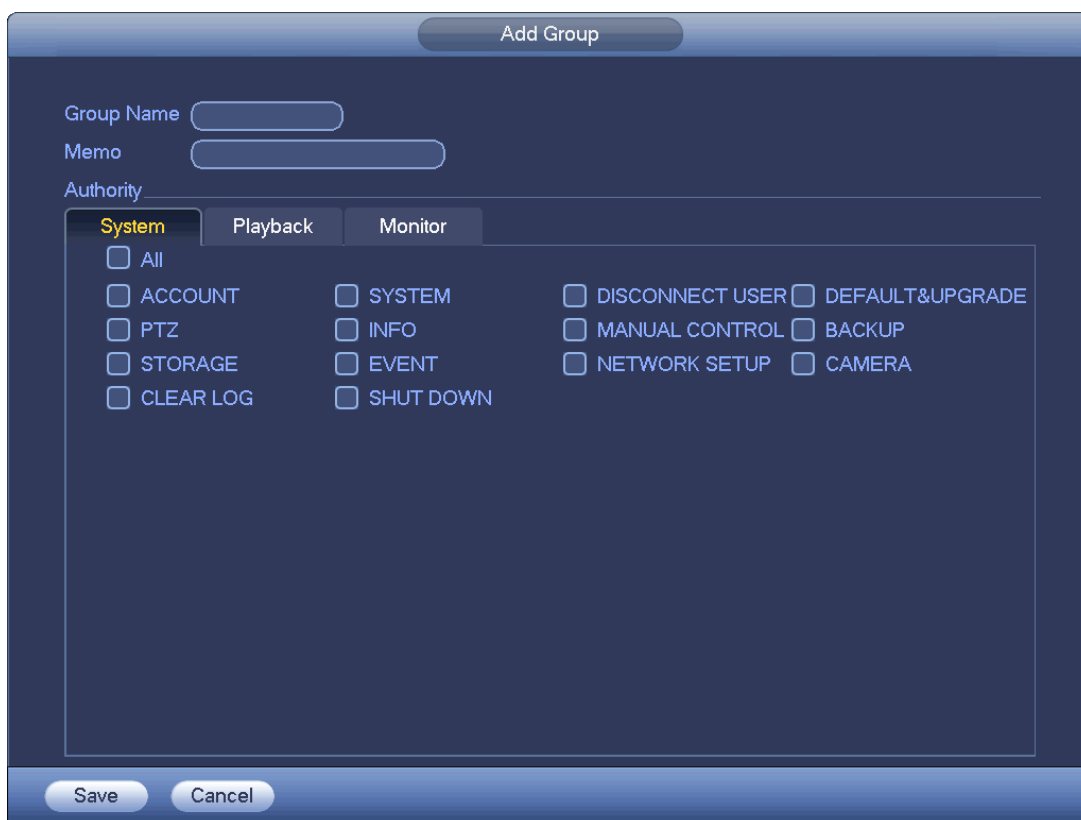 Add Group
Group Name
Memo
Authority
System Playback Monitor
All
ACCOUNT SYSTEM DISCONNECT USER DEFAULT&UPGRADE
PTZ INFO MANUAL CONTROL BACKUP
STORAGE EVENT NETWORK SETUP CAMERA
CLEAR LOG SHUT DOWN
Save Cancel